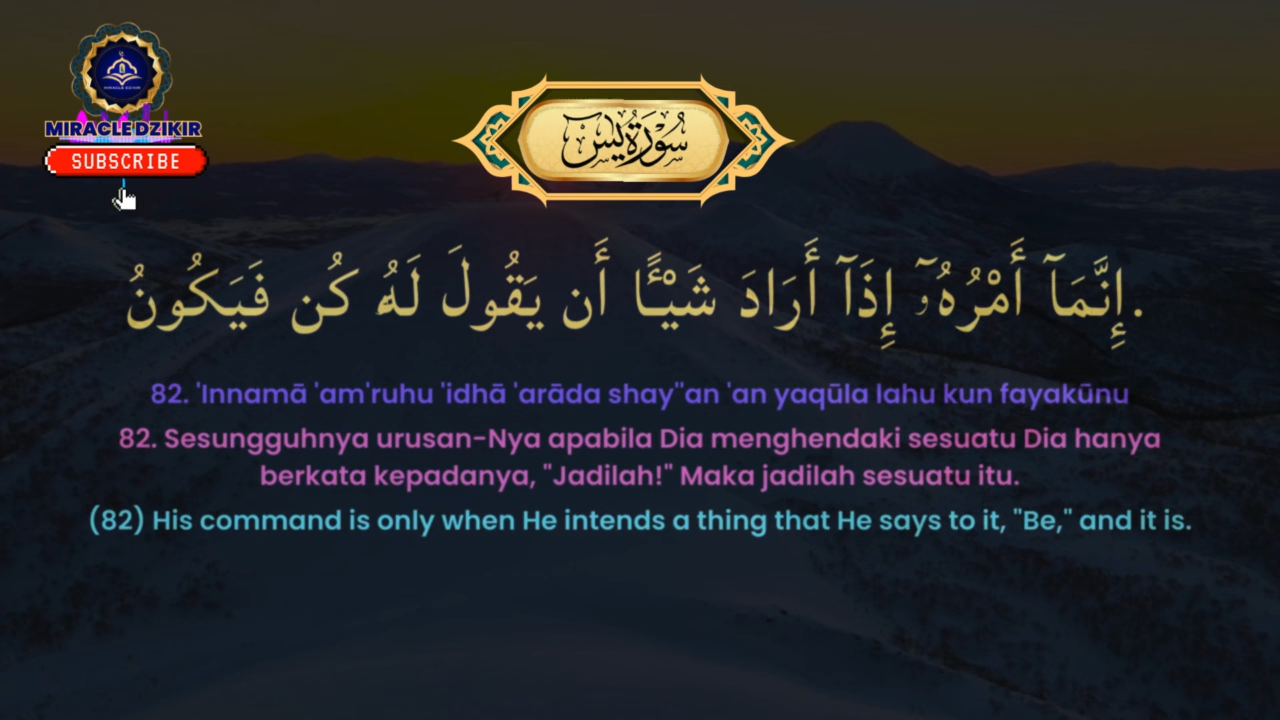 MIRACLE DZIKIR
SUBSCRIBE
سورة يس
إِنَّمَآ أَمْرُهُۥٓ إِذَآ أَرَادَ شَيْـًٔا أَن يَقُولَ لَهُۥ كُن فَيَكُونُ.
82. 'Innamā 'am'ruhu 'idhā 'arāda shay''an 'an yaqūla lahu kun fayakūnu
82. Sesungguhnya urusan-Nya apabila Dia menghendaki sesuatu Dia hanya
berkata kepadanya, "Jadilah!" Maka jadilah sesuatu itu.
(82) His command is only when He intends a thing that He says to it, "Be," and it is.